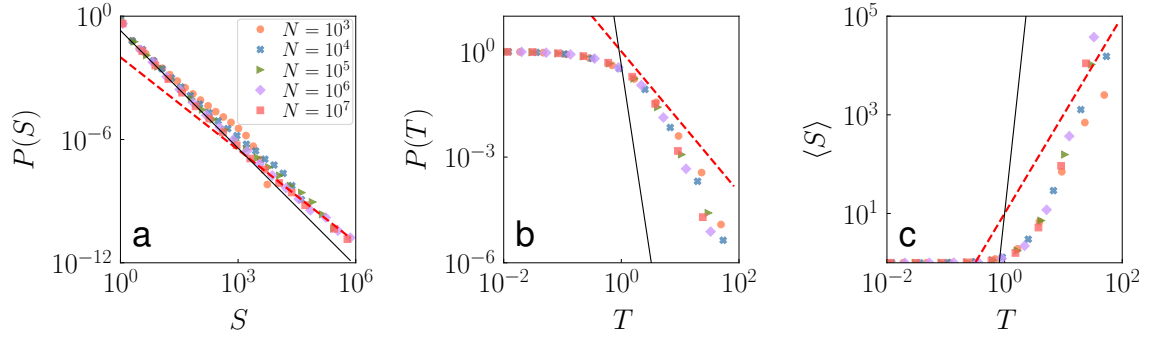 10^0
10^{-6}
10^{-12}
P(S)
N = 10^3
N = 10^4
N = 10^5
N = 10^6
N = 10^7
a
10^0
10^3
10^6
S
10^0
10^{-3}
10^{-6}
P(T)
b
10^{-2}
10^0
10^2
T
10^5
10^3
10^1
⟨S⟩
c
10^{-2}
10^0
10^2
T